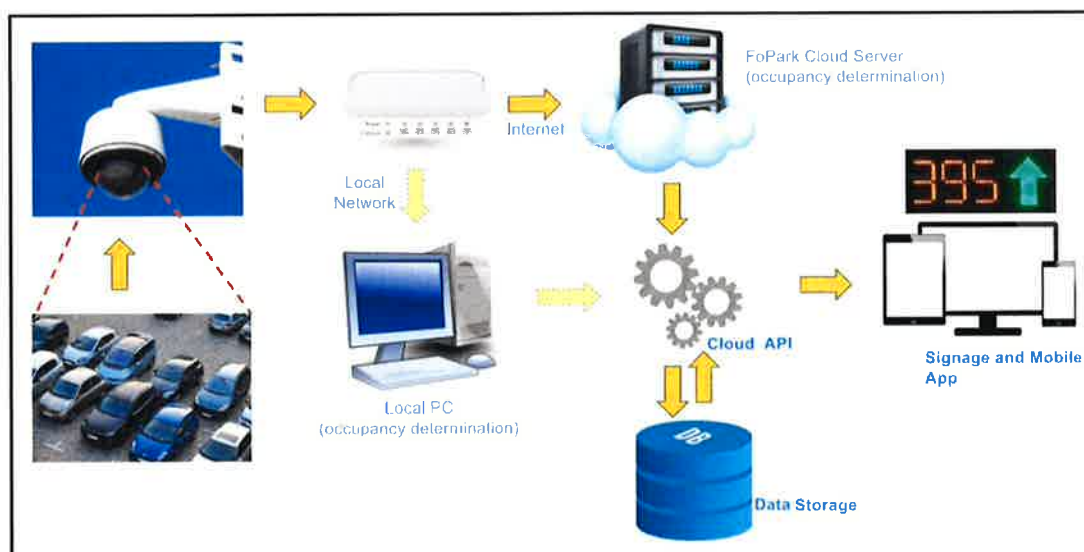 FoPark Cloud Server
(occupancy determination)
Internet
Local
Network
395
Cloud API
Signage and Mobile
App
Local PC
(occupancy determination)
DB
Data Storage